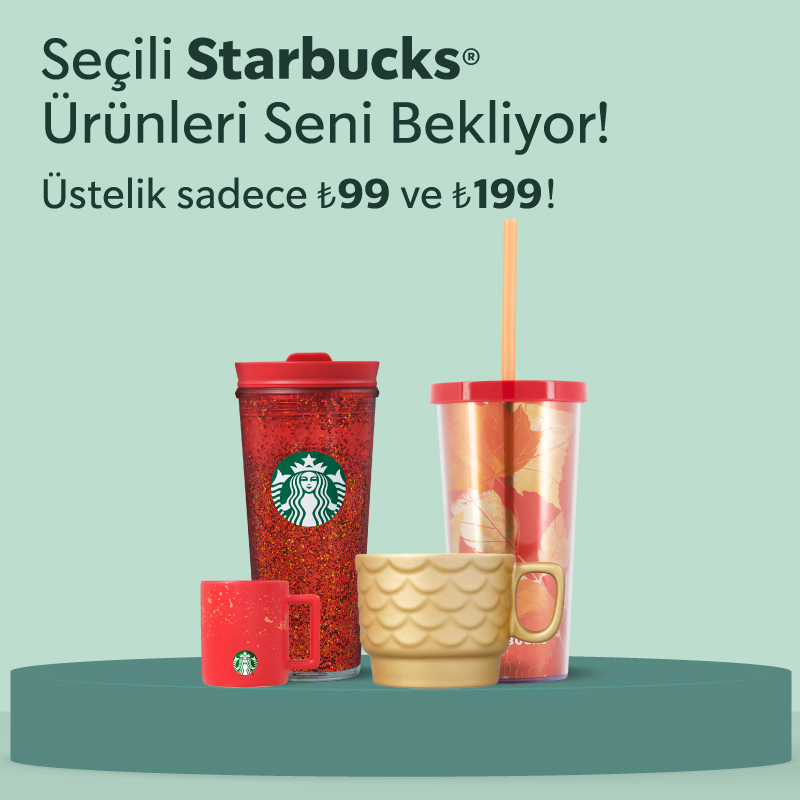 Seçili Starbucks®
Ürünleri Seni Bekliyor!
Üstelik sadece ₺99 ve ₺199!